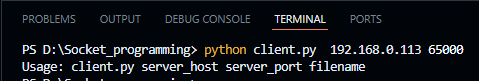 PROBLEMS OUTPUT DEBUG CONSOLE TERMINAL PORTS
PS D:\Socket_programming> python client.py  192.168.0.113 65000
Usage: client.py server_host server_port filename